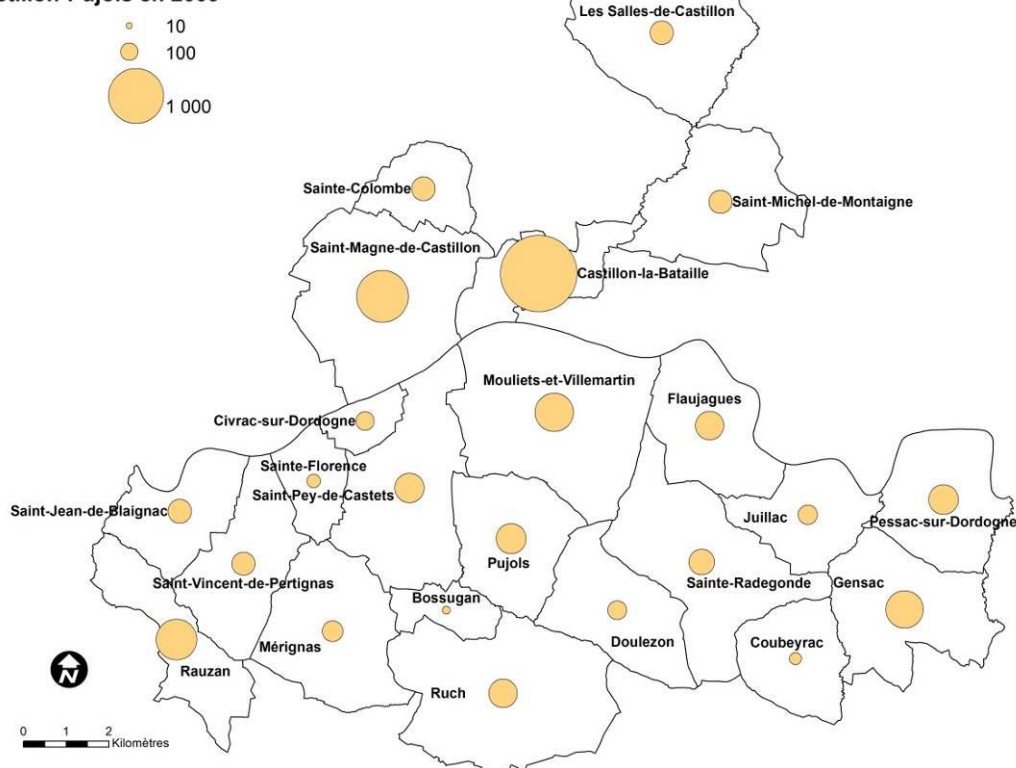 10
100
1 000
Les Salles-de-Castillon
Sainte-Colombe
Saint-Michel-de-Montaigne
Saint-Magne-de-Castillon
Castillon-la-Bataille
Mouliets-et-Villemartin
Flaujagues
Civrac-sur-Dordogne
Sainte-Florence
Saint-Pey-de-Castets
Saint-Jean-de-Blaignac
Juillac
Pessac-sur-Dordogne
Pujols
Saint-Vincent-de-Pertignas
Sainte-Radegonde
Gensac
Bossugan
Doulezon
Coubeyrac
Mérignas
Rauzan
Ruch
N
0 1 2
Kilomètres